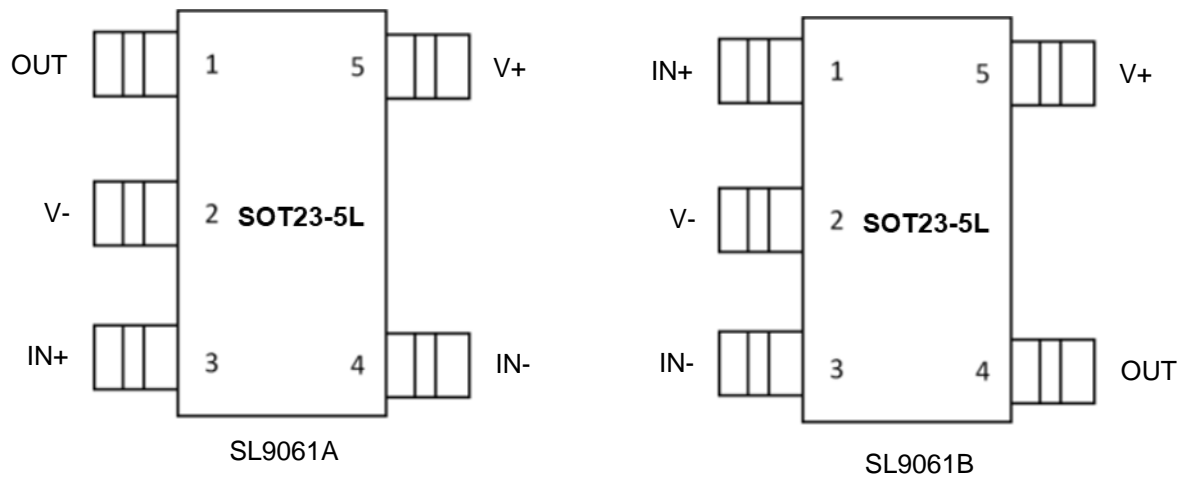 OUT 1 5 V+
V- 2 SOT23-5L
IN+ 3 4 IN-
SL9061A
IN+ 1 5 V+
V- 2 SOT23-5L
IN- 3 4 OUT
SL9061B